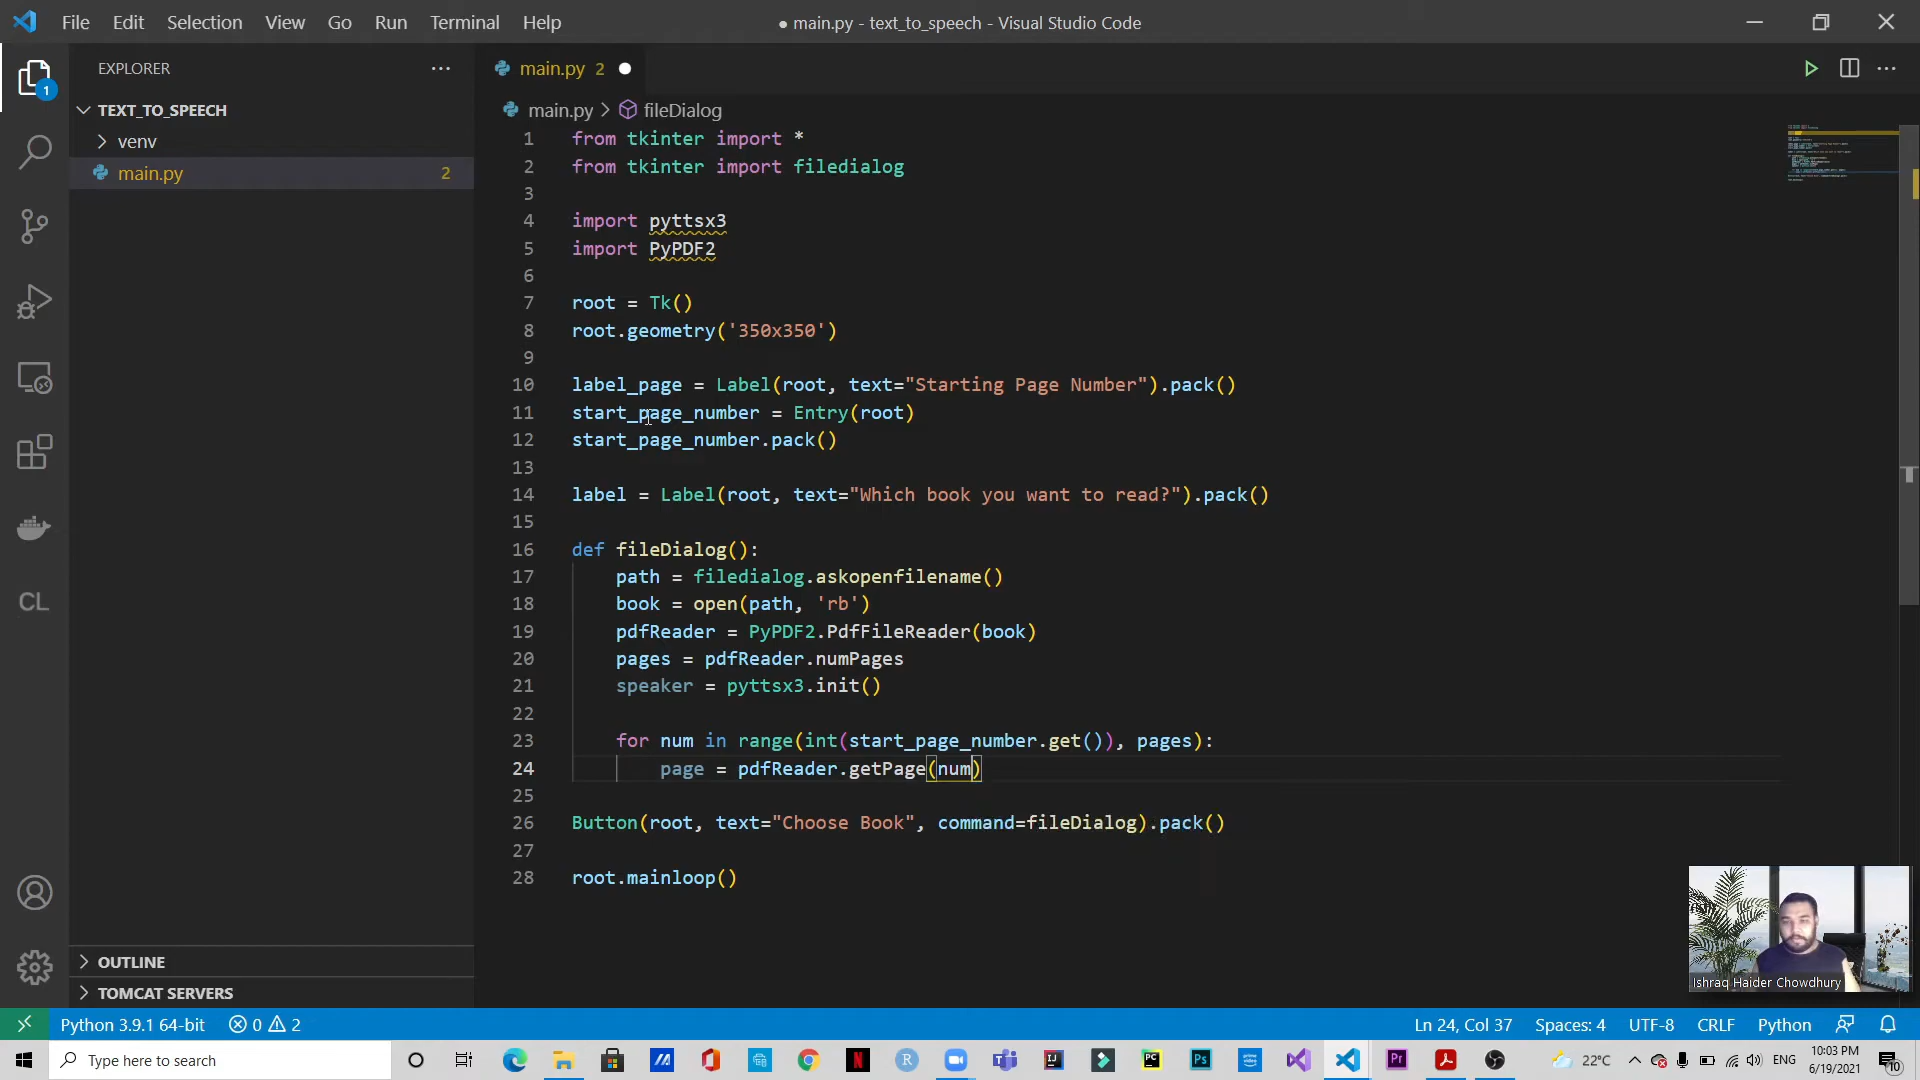 File Edit Selection View Go Run Terminal Help
● main.py - text_to_speech - Visual Studio Code
EXPLORER
1
TEXT_TO_SPEECH
venv
main.py 2
CL
OUTLINE
TOMCAT SERVERS
main.py 2 ●
main.py > fileDialog
1 from tkinter import *
2 from tkinter import filedialog
3
4 import pyttsx3
5 import PyPDF2
6
7 root = Tk()
8 root.geometry('350x350')
9
10 label_page = Label(root, text="Starting Page Number").pack()
11 start_page_number = Entry(root)
12 start_page_number.pack()
13
14 label = Label(root, text="Which book you want to read?").pack()
15
16 def fileDialog():
17 path = filedialog.askopenfilename()
18 book = open(path, 'rb')
19 pdfReader = PyPDF2.PdfFileReader(book)
20 pages = pdfReader.numPages
21 speaker = pyttsx3.init()
22
23 for num in range(int(start_page_number.get()), pages):
24 page = pdfReader.getPage(num)
25
26 Button(root, text="Choose Book", command=fileDialog).pack()
27
28 root.mainloop()
Ishraq Haider Chowdhury
Python 3.9.1 64-bit 0 2
Ln 24, Col 37 Spaces: 4 UTF-8 CRLF Python
Type here to search
22°C ENG
10:03 PM
6/19/2021
10